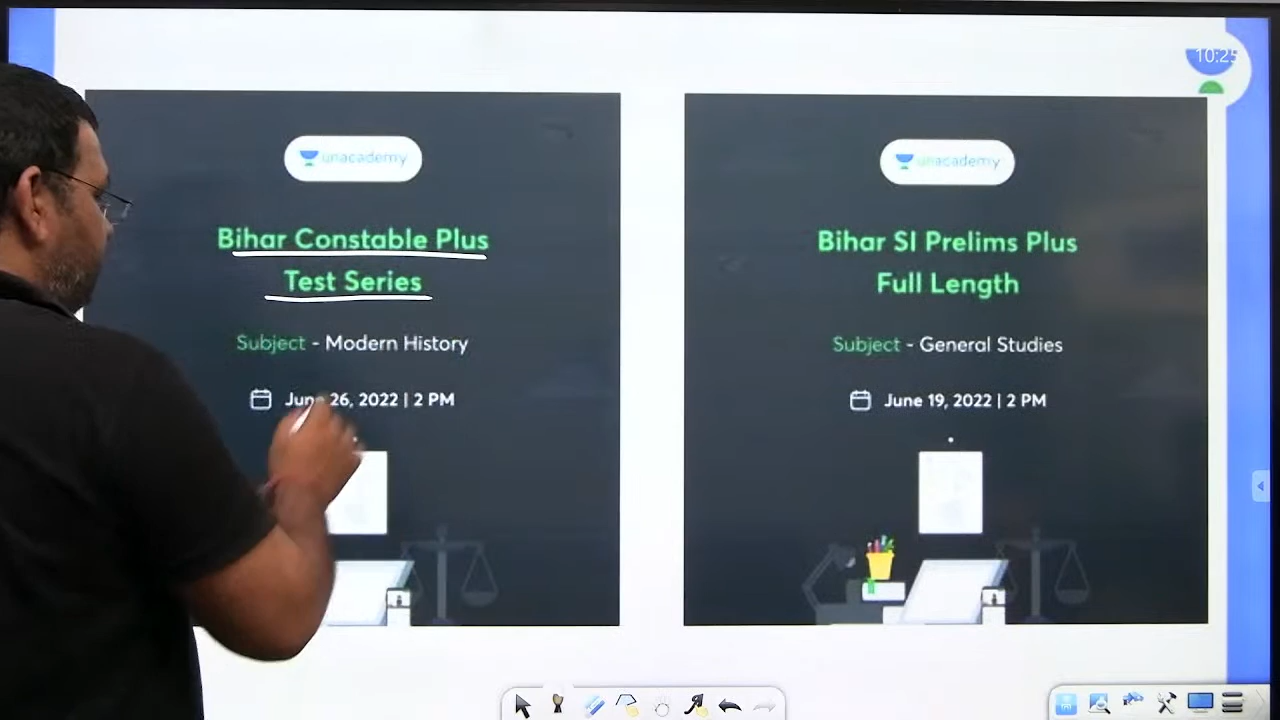 10:25
unacademy
Bihar Constable Plus
Test Series
Subject - Modern History
June 26, 2022 | 2 PM
unacademy
Bihar SI Prelims Plus
Full Length
Subject - General Studies
June 19, 2022 | 2 PM